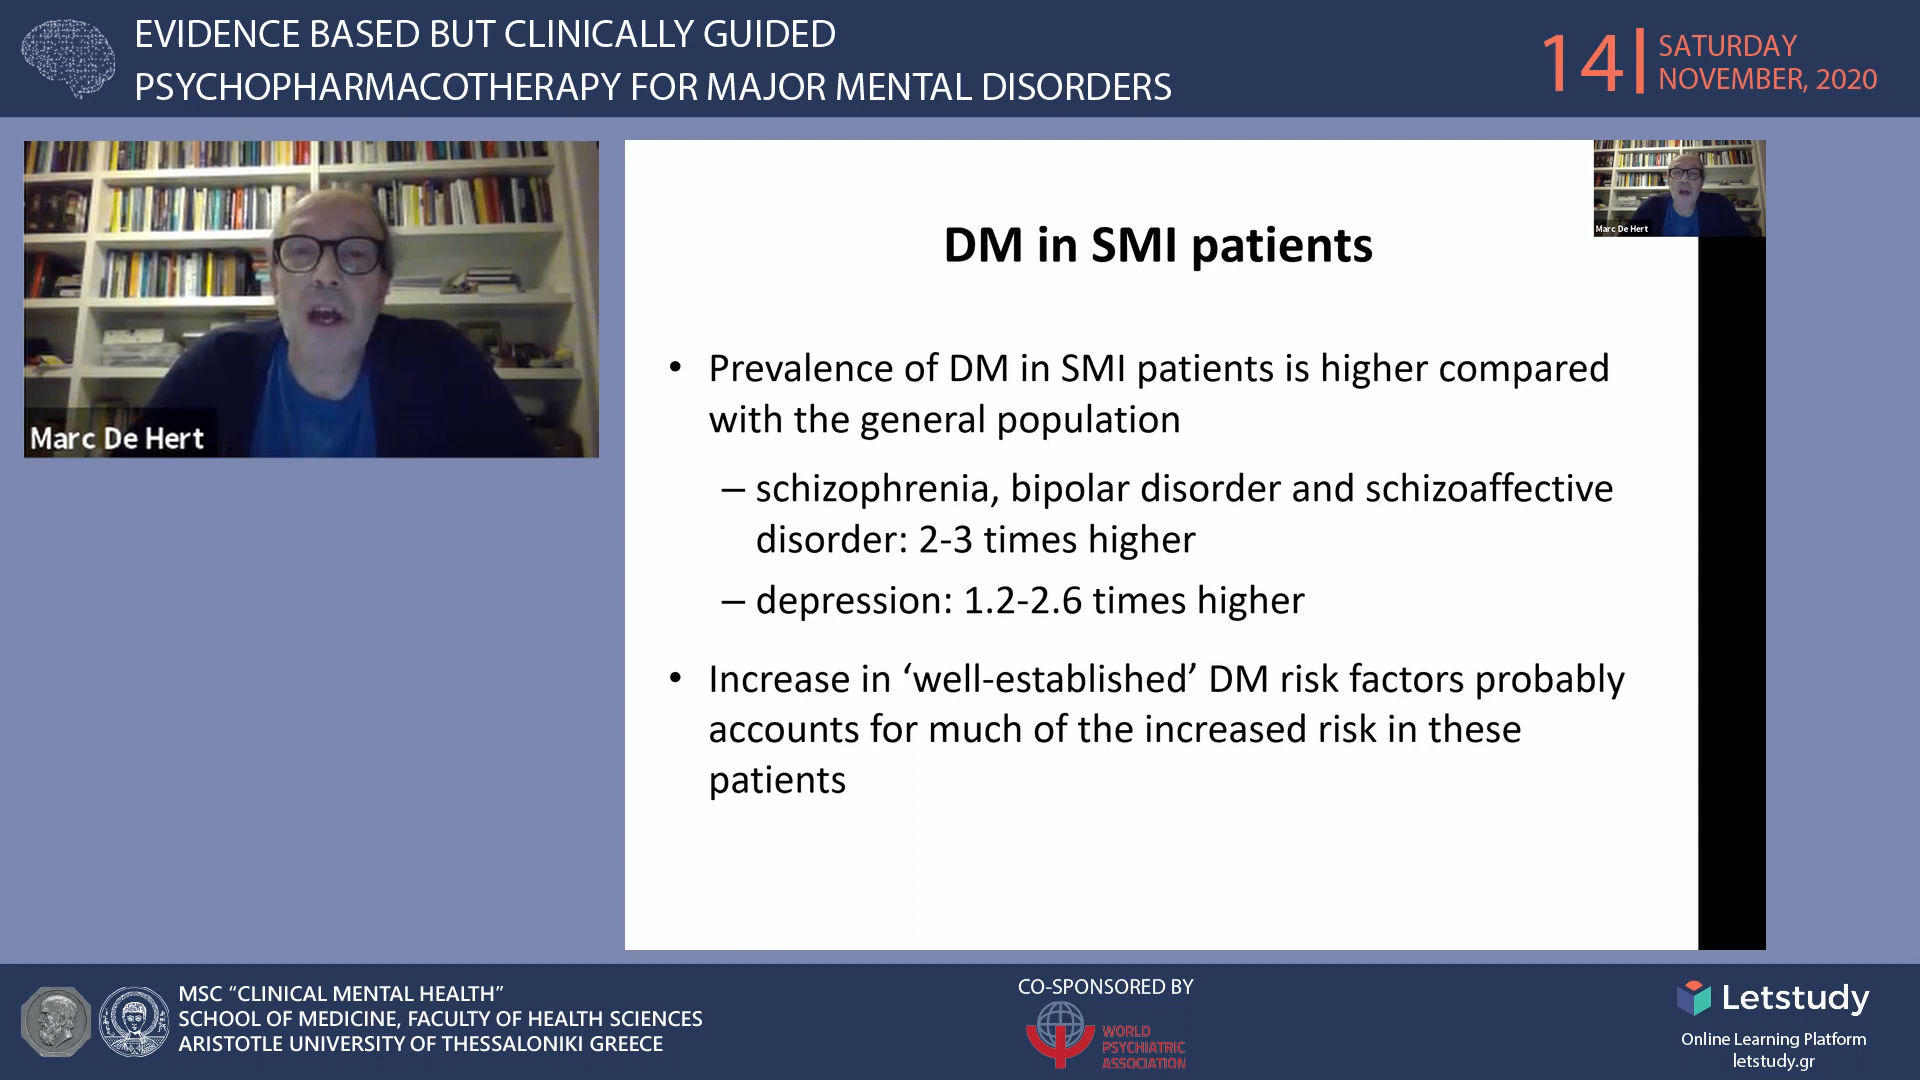 EVIDENCE BASED BUT CLINICALLY GUIDED
PSYCHOPHARMACOTHERAPY FOR MAJOR MENTAL DISORDERS
14
SATURDAY
NOVEMBER, 2020
Marc De Hert
Marc De Hert
DM in SMI patients
• Prevalence of DM in SMI patients is higher compared
with the general population
– schizophrenia, bipolar disorder and schizoaffective
disorder: 2-3 times higher
– depression: 1.2-2.6 times higher
• Increase in ‘well-established’ DM risk factors probably
accounts for much of the increased risk in these
patients
MSC “CLINICAL MENTAL HEALTH”
SCHOOL OF MEDICINE, FACULTY OF HEALTH SCIENCES
ARISTOTLE UNIVERSITY OF THESSALONIKI GREECE
CO-SPONSORED BY
WORLD
PSYCHIATRIC
ASSOCIATION
Letstudy
Online Learning Platform
letstudy.gr